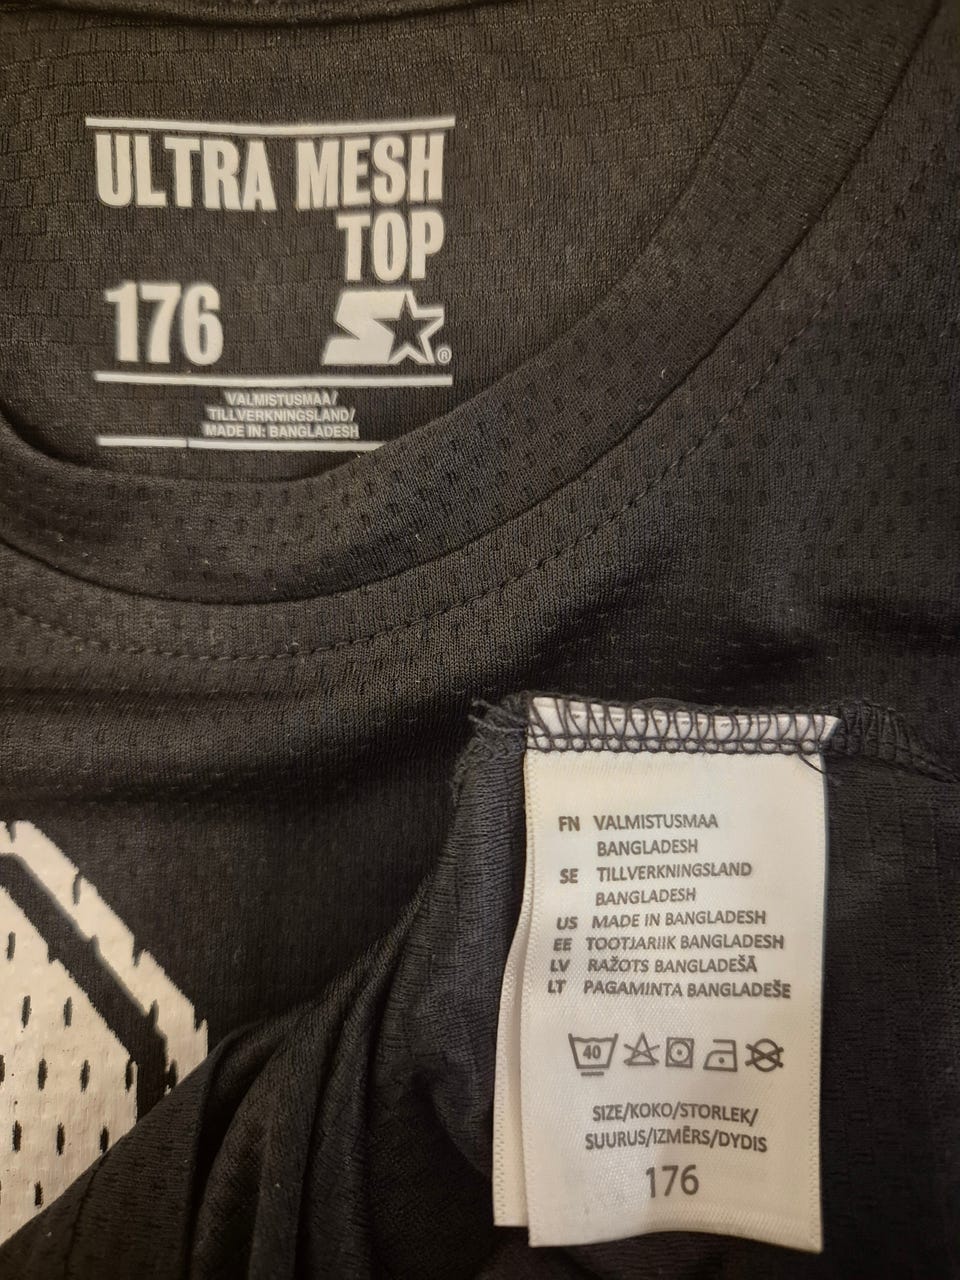 ULTRA MESH
TOP
176
®
VALMISTUSMAA/
TILLVERKNINGSLAND/
MADE IN: BANGLADESH
FN VALMISTUSMAA
BANGLADESH
SE TILLVERKNINGSLAND
BANGLADESH
US MADE IN BANGLADESH
EE TOOTJARIIK BANGLADESH
LV RAŽOTS BANGLADEŠĀ
LT PAGAMINTA BANGLADEŠE
40
SIZE/KOKO/STORLEK/
SUURUS/IZMĒRS/DYDIS
176